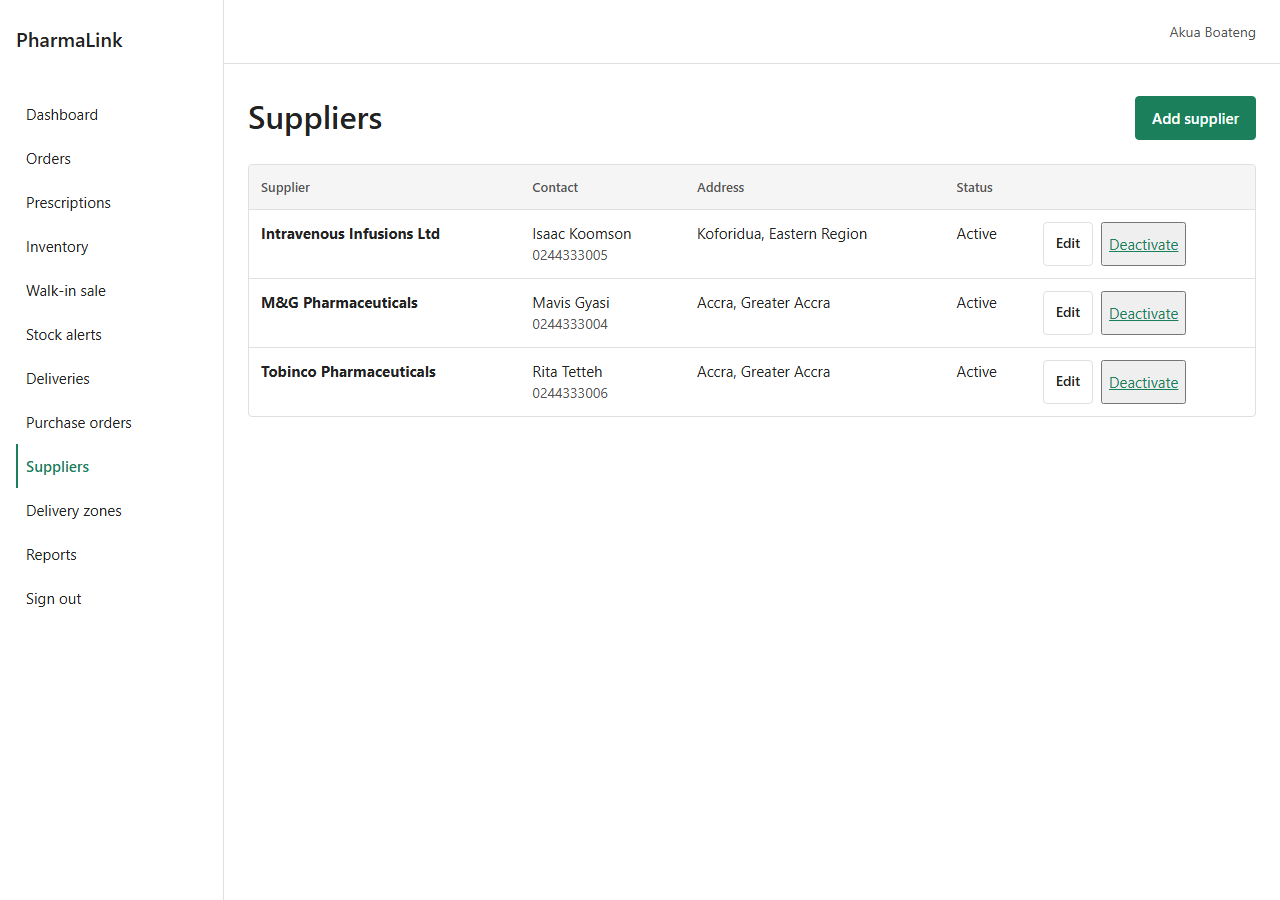 PharmaLink
Akua Boateng
Dashboard
Orders
Prescriptions
Inventory
Walk-in sale
Stock alerts
Deliveries
Purchase orders
Suppliers
Delivery zones
Reports
Sign out
Suppliers
Add supplier
Supplier Contact Address Status
Intravenous Infusions Ltd Isaac Koomson Koforidua, Eastern Region Active Edit Deactivate
0244333005
M&G Pharmaceuticals Mavis Gyasi Accra, Greater Accra Active Edit Deactivate
0244333004
Tobinco Pharmaceuticals Rita Tetteh Accra, Greater Accra Active Edit Deactivate
0244333006